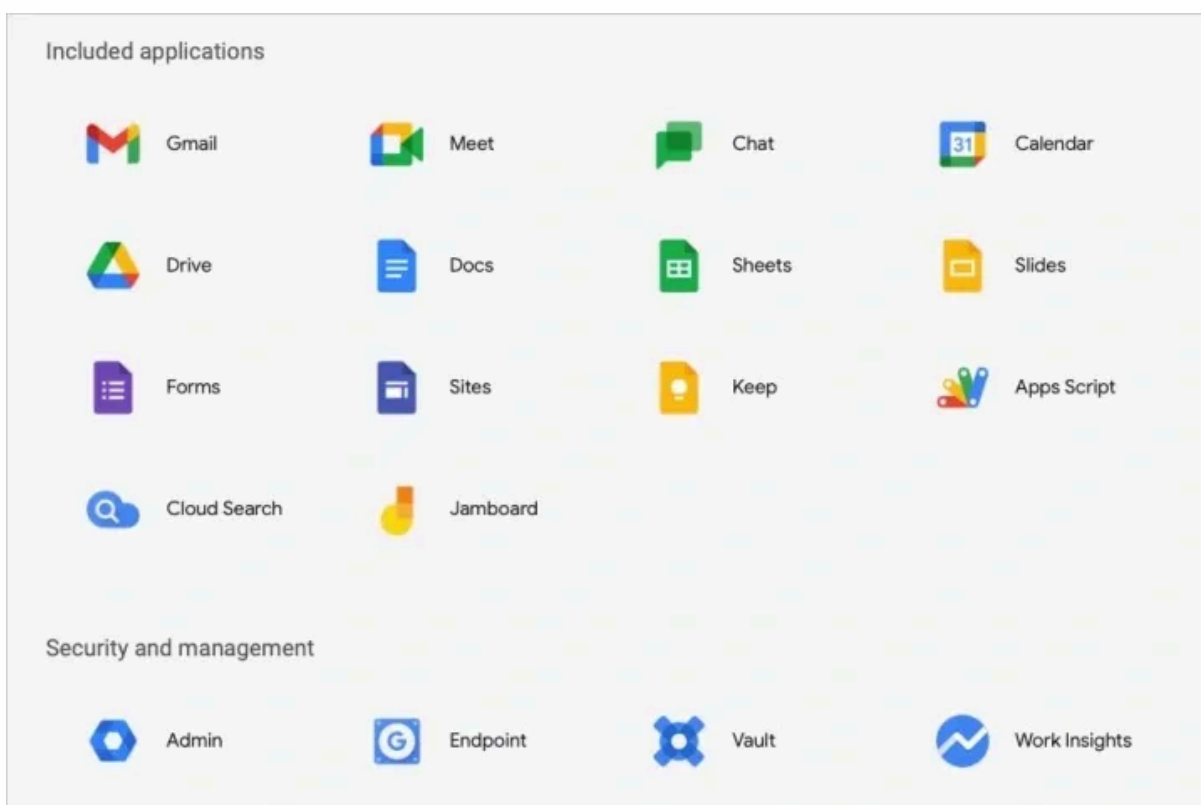 Included applications
Gmail Meet Chat 31 Calendar
Drive Docs Sheets Slides
Forms Sites Keep Apps Script
Cloud Search Jamboard
Security and management
Admin G Endpoint Vault Work Insights